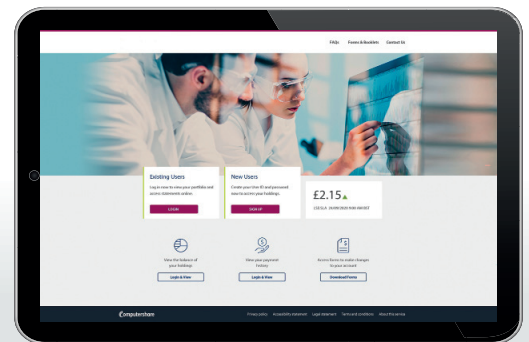 FAQs Forms & Booklets Contact Us
Existing Users
Log in now to view your portfolio and
access statements online.
LOGIN
New Users
Create your User ID and password
now to access your holdings.
SIGN UP
£2.15
View the balance of
your holdings
Login & View
View your payment
history
Login & View
Access forms to make changes
to your account
Download Forms
Computershare
Privacy policy Accessibility statement Legal statement Terms and conditions About this service